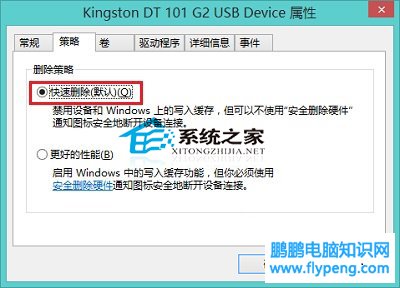 Kingston DT 101 G2 USB Device 属性
常规 策略 卷 驱动程序 详细信息 事件
删除策略
快速删除(默认)(Q)
禁用设备和 Windows 上的写入缓存，但可以不使用"安全删除硬件"
通知图标安全地断开设备连接。
系统之家
XITONGZHIJIA.NET
更好的性能(B)
启用 Windows 中的写入缓存功能，但你必须使用
安全删除硬件通知图标安全地断开设备连接。
鹏鹏电脑知识网
www.flypeng.com